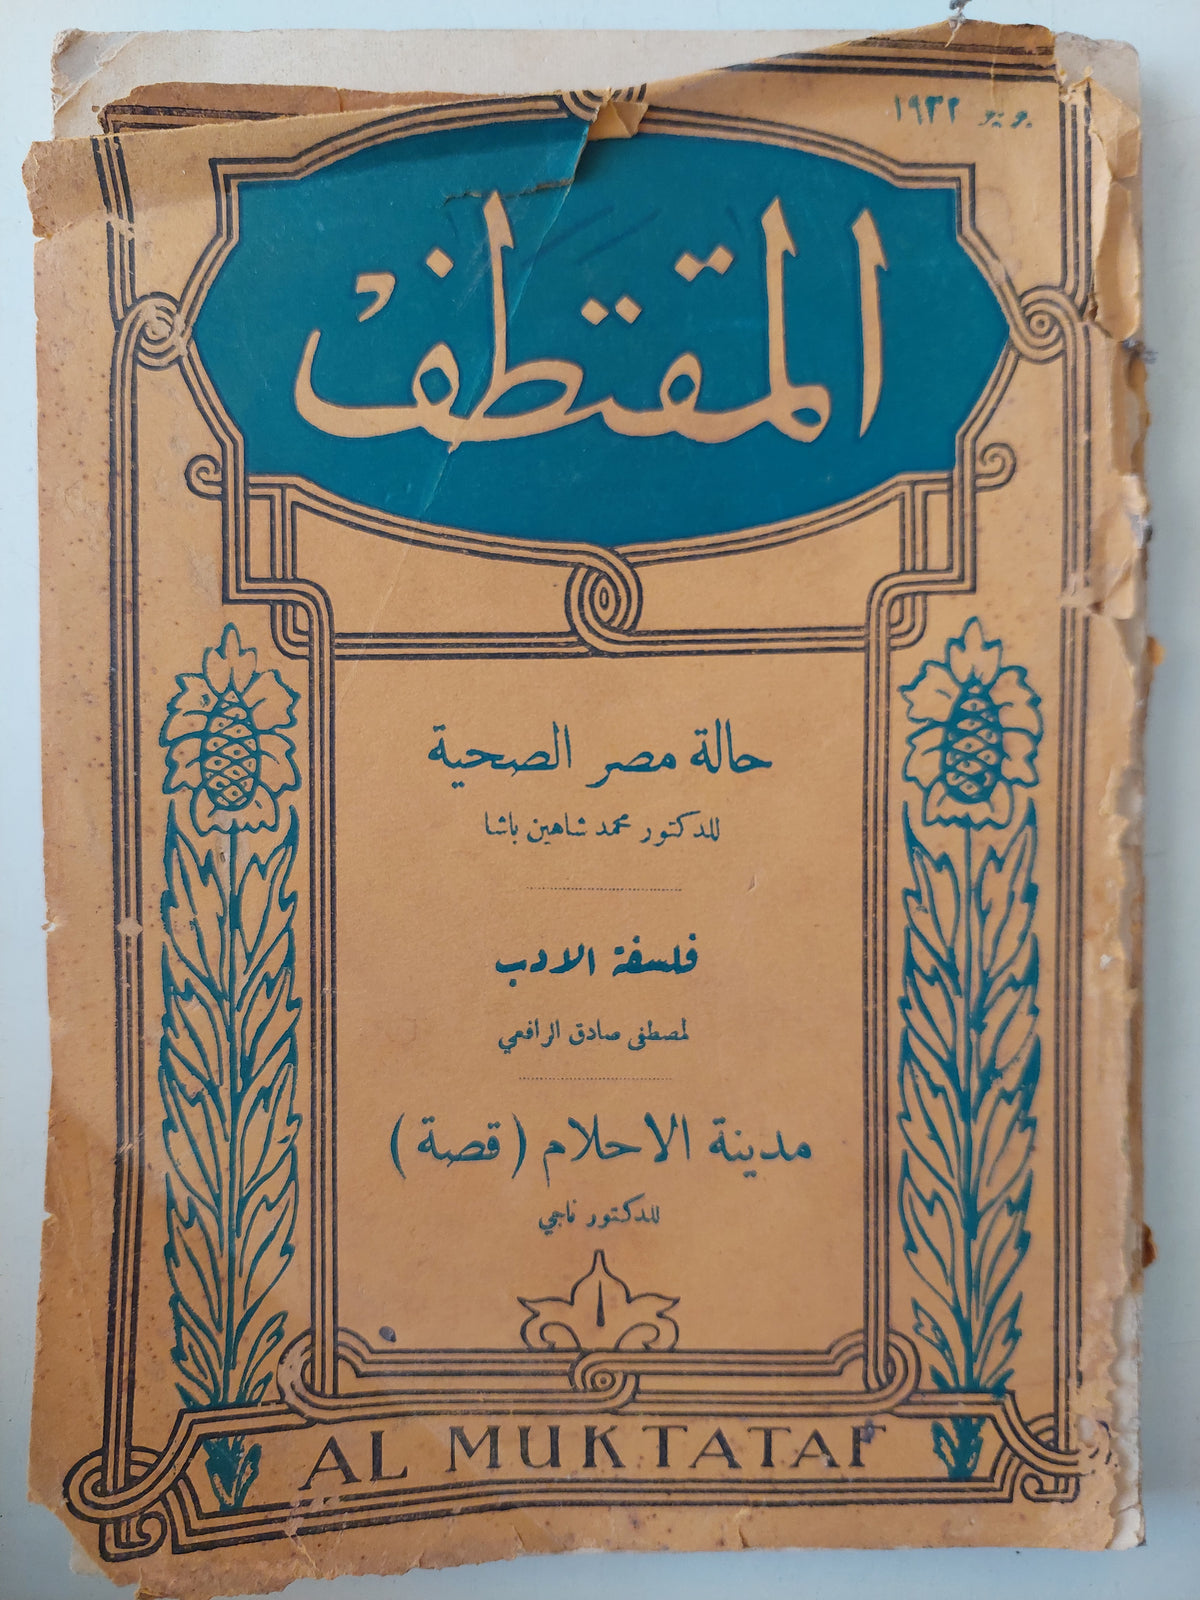 يونيو ١٩٣٢
المقتطف
حالة مصر الصحية
للدكتور محمد شاهين باشا
فلسفة الادب
لمصطفى صادق الرافعي
مدينة الاحلام ( قصة )
للدكتور ناجي
AL MUKTATAF